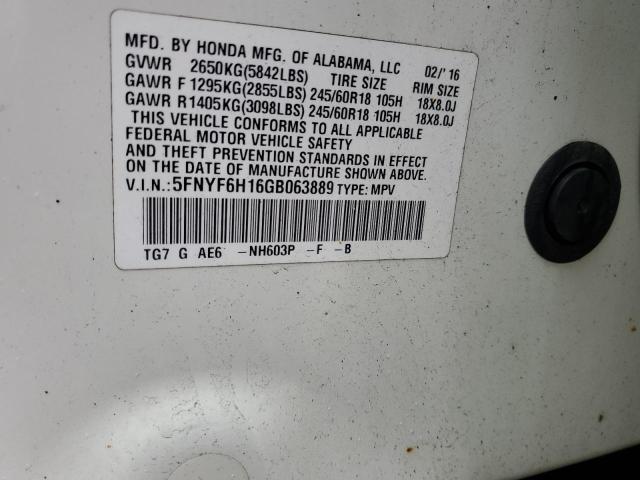 MFD. BY HONDA MFG. OF ALABAMA, LLC 02/'16
GVWR 2650KG(5842LBS) TIRE SIZE RIM SIZE
GAWR F 1295KG(2855LBS) 245/60R18 105H 18X8.0J
GAWR R 1405KG(3098LBS) 245/60R18 105H 18X8.0J
THIS VEHICLE CONFORMS TO ALL APPLICABLE
FEDERAL MOTOR VEHICLE SAFETY
AND THEFT PREVENTION STANDARDS IN EFFECT
ON THE DATE OF MANUFACTURE SHOWN ABOVE.
V.I.N.:5FNYF6H16GB063889 TYPE: MPV
TG7 G AE6 -NH603P -F -B